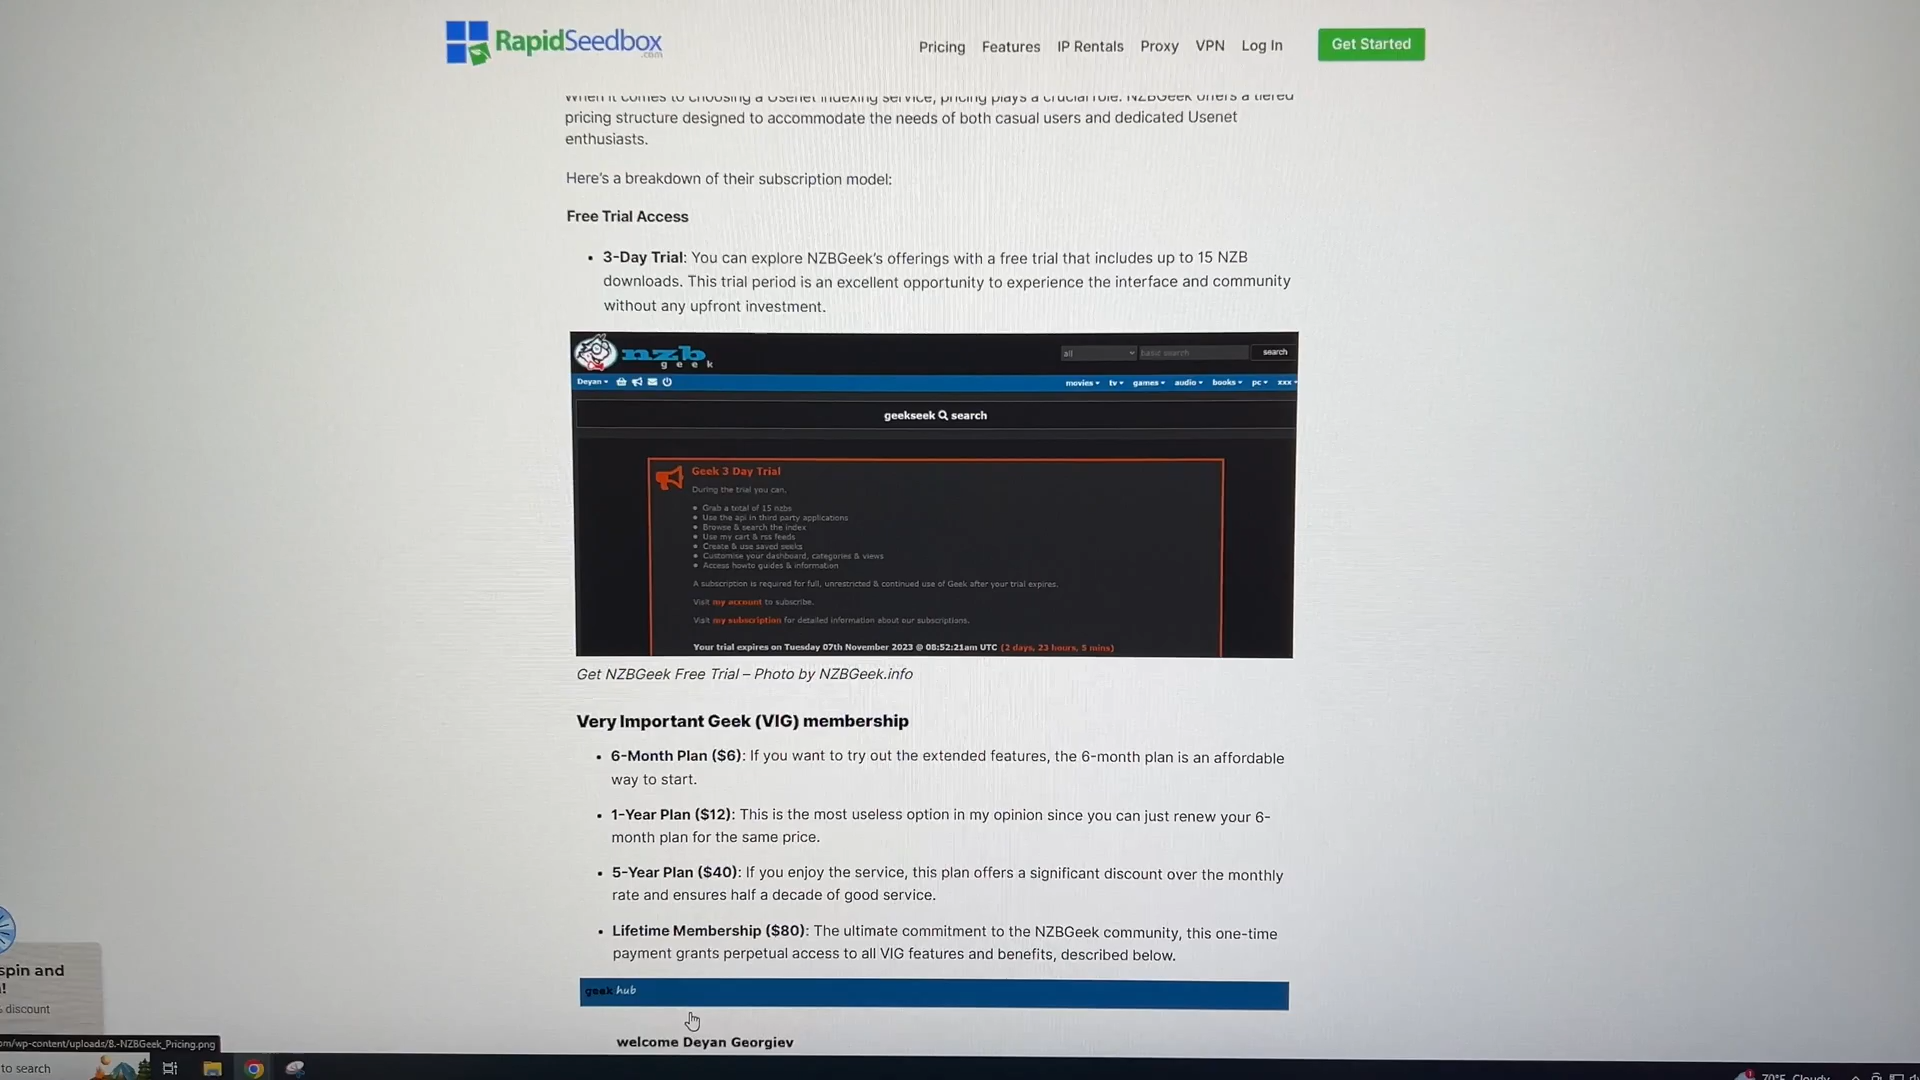 RapidSeedbox
.com
Pricing Features IP Rentals Proxy VPN Log In Get Started
When it comes to choosing a Usenet indexing service, pricing plays a crucial role. NZBGeek offers a tiered
pricing structure designed to accommodate the needs of both casual users and dedicated Usenet
enthusiasts.
Here's a breakdown of their subscription model:
Free Trial Access
• 3-Day Trial: You can explore NZBGeek's offerings with a free trial that includes up to 15 NZB
downloads. This trial period is an excellent opportunity to experience the interface and community
without any upfront investment.
nzb
geek
all basic search search
Deyan
movies tv games audio books pc xxx
geekseek search
Geek 3 Day Trial
During the trial you can,
• Grab a total of 15 nzbs
• Use the api in third party applications
• Browse & search the index
• Use my cart & rss feeds
• Create & use saved seeks
• Customise your dashboard, categories & views
• Access howto guides & information
A subscription is required for full, unrestricted & continued use of Geek after your trial expires.
Visit my account to subscribe.
Visit my subscription for detailed information about our subscriptions.
Your trial expires on Tuesday 07th November 2023 @ 08:52:21am UTC (2 days, 23 hours, 5 mins)
Get NZBGeek Free Trial – Photo by NZBGeek.info
Very Important Geek (VIG) membership
• 6-Month Plan ($6): If you want to try out the extended features, the 6-month plan is an affordable
way to start.
• 1-Year Plan ($12): This is the most useless option in my opinion since you can just renew your 6-
month plan for the same price.
• 5-Year Plan ($40): If you enjoy the service, this plan offers a significant discount over the monthly
rate and ensures half a decade of good service.
• Lifetime Membership ($80): The ultimate commitment to the NZBGeek community, this one-time
payment grants perpetual access to all VIG features and benefits, described below.
geek hub
welcome Deyan Georgiev
spin and
!
discount
om/wp-content/uploads/8.-NZBGeek_Pricing.png
to search
70°F Cloudy